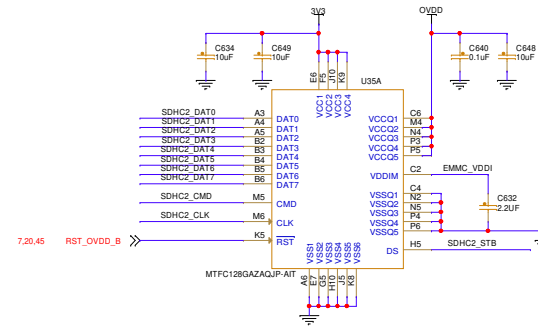 3V3
OVDD
C634
10uF
C649
10uF
C640
0.1uF
C648
10uF
E6
F5
J10
K9
U35A
VCC1
VCC2
VCC3
VCC4
SDHC2_DAT0 A3 DAT0
SDHC2_DAT1 A4 DAT1
SDHC2_DAT2 A5 DAT2
SDHC2_DAT3 B2 DAT3
SDHC2_DAT4 B3 DAT4
SDHC2_DAT5 B4 DAT5
SDHC2_DAT6 B5 DAT6
SDHC2_DAT7 B6 DAT7
VCCQ1 C6
VCCQ2 M4
VCCQ3 N4
VCCQ4 P3
VCCQ5 P5
VDDIM C2 EMMC_VDDI
SDHC2_CMD M5 CMD
SDHC2_CLK M6 CLK
VSSQ1 C4
VSSQ2 N2
VSSQ3 N5
VSSQ4 P4
VSSQ5 P6
C632
2.2UF
7,20,45 RST_OVDD_B K5 RST
DS H5 SDHC2_STB
VSS1
VSS2
VSS3
VSS4
VSS5
VSS6
MTFC128GAZAQJP-AIT
A6
E7
G5
H10
J5
K8